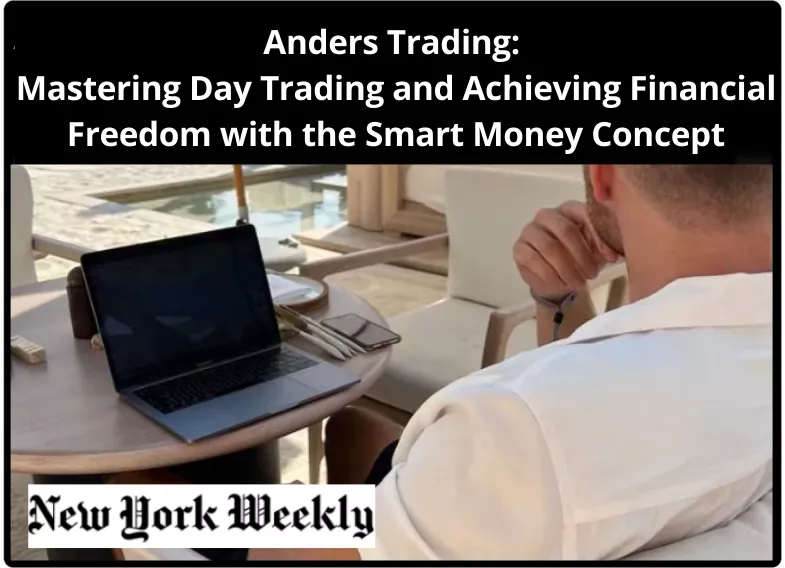 Anders Trading:
Mastering Day Trading and Achieving Financial
Freedom with the Smart Money Concept
New York Weekly